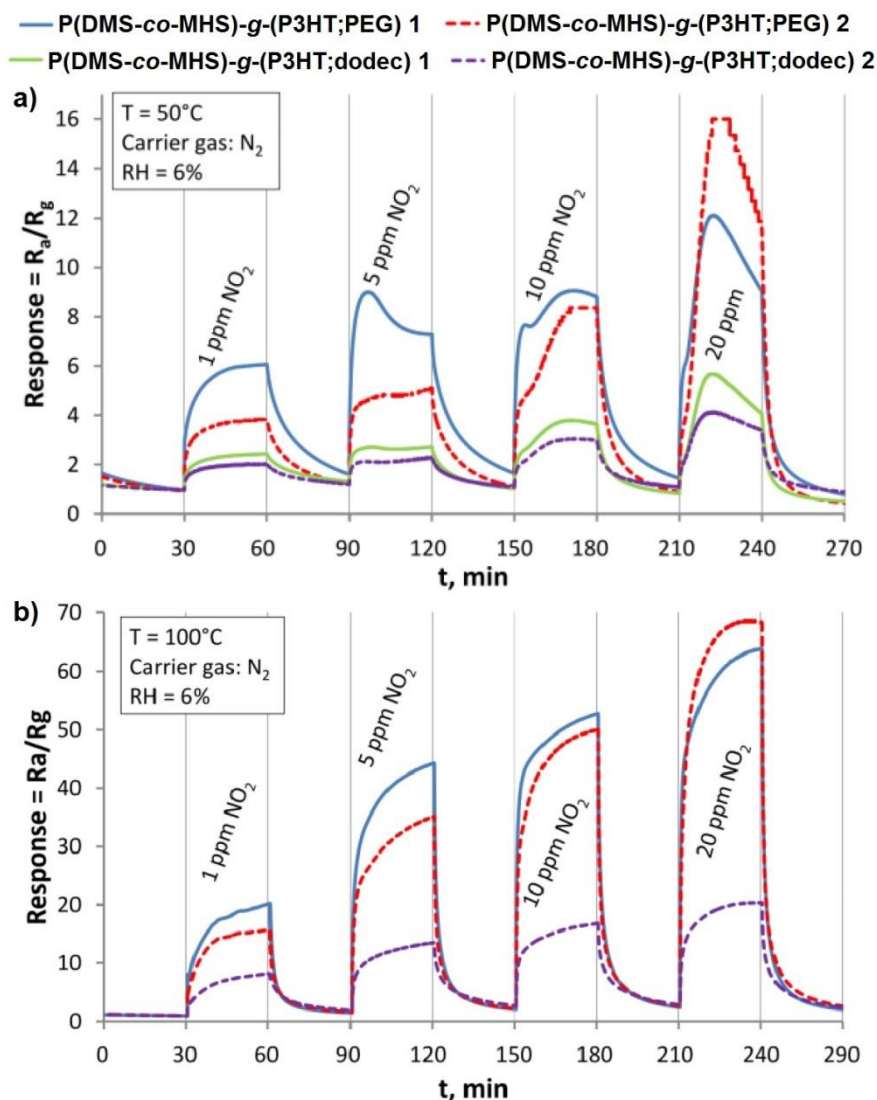 P(DMS-co-MHS)-g-(P3HT;PEG) 1 P(DMS-co-MHS)-g-(P3HT;PEG) 2
P(DMS-co-MHS)-g-(P3HT;dodec) 1 P(DMS-co-MHS)-g-(P3HT;dodec) 2
a)
Response = Rₐ/R_g
16
14
12
10
8
6
4
2
0
T = 50°C
Carrier gas: N₂
RH = 6%
1 ppm NO₂
5 ppm NO₂
10 ppm NO₂
20 ppm
0 30 60 90 120 150 180 210 240 270
t, min
b)
Response = Ra/Rg
70
60
50
40
30
20
10
0
T = 100°C
Carrier gas: N₂
RH = 6%
1 ppm NO₂
5 ppm NO₂
10 ppm NO₂
20 ppm NO₂
0 30 60 90 120 150 180 210 240 290
t, min